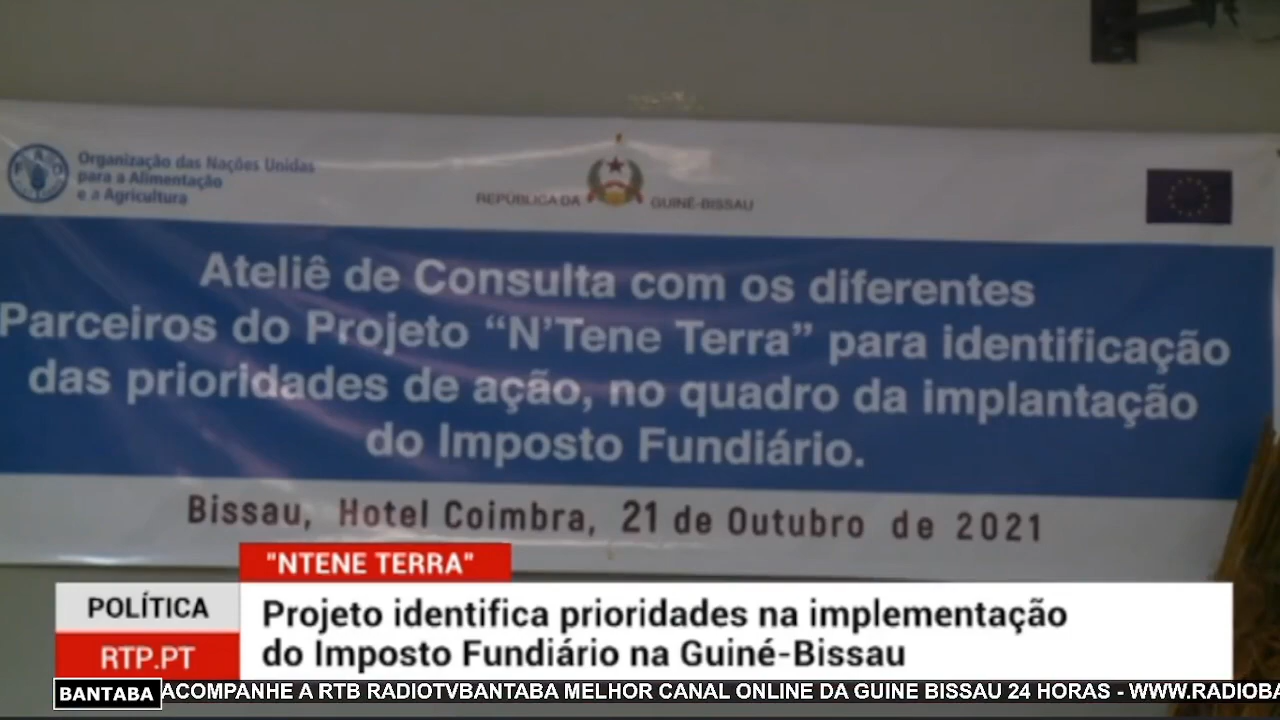 FAO
Organização das Nações Unidas
para a Alimentação
e a Agricultura
REPÚBLICA DA GUINÉ-BISSAU
Ateliê de Consulta com os diferentes
Parceiros do Projeto “N’Tene Terra” para identificação
das prioridades de ação, no quadro da implantação
do Imposto Fundiário.
Bissau, Hotel Coimbra, 21 de Outubro de 2021
"NTENE TERRA"
POLÍTICA
RTP.PT
Projeto identifica prioridades na implementação
do Imposto Fundiário na Guiné-Bissau
BANTABA
ACOMPANHE A RTB RADIOTVBANTABA MELHOR CANAL ONLINE DA GUINE BISSAU 24 HORAS - WWW.RADIOBA